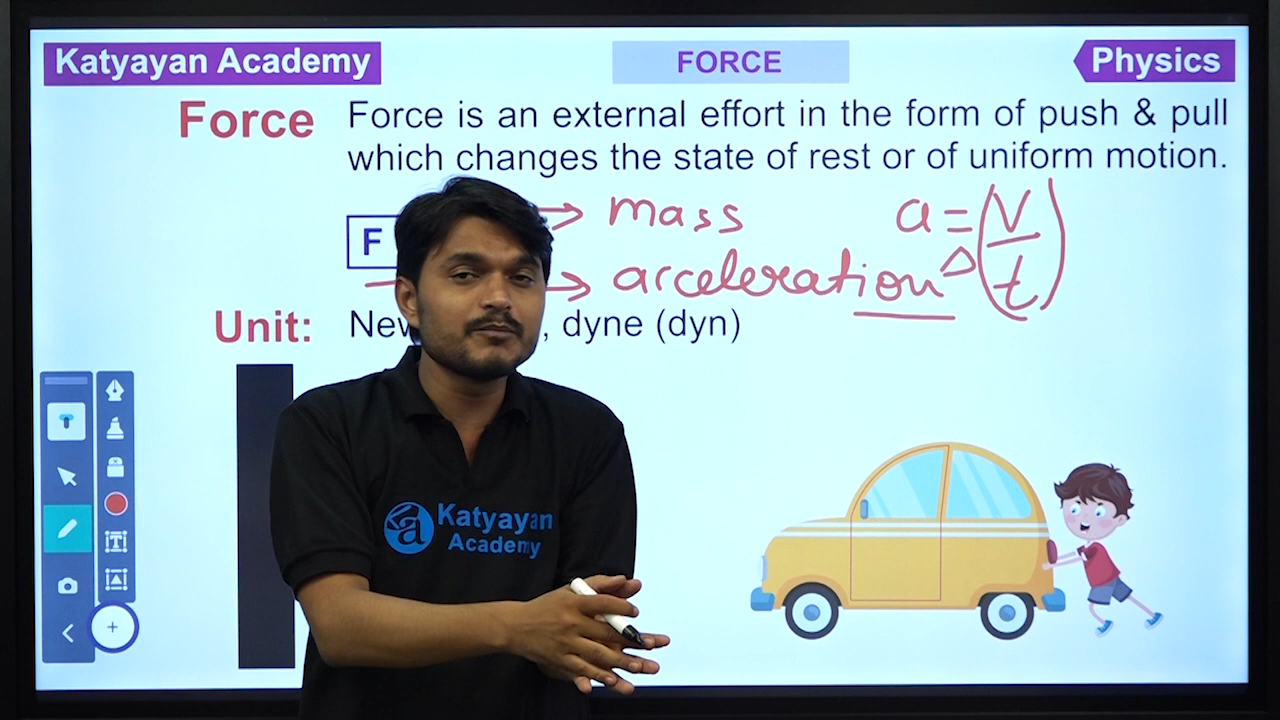 Katyayan Academy
FORCE
Physics
Force
Force is an external effort in the form of push & pull
which changes the state of rest or of uniform motion.
F
→ mass
a = (V/t)
→ arceleration
Δ
Unit:
, dyne (dyn)
T
Katyayan
Academy